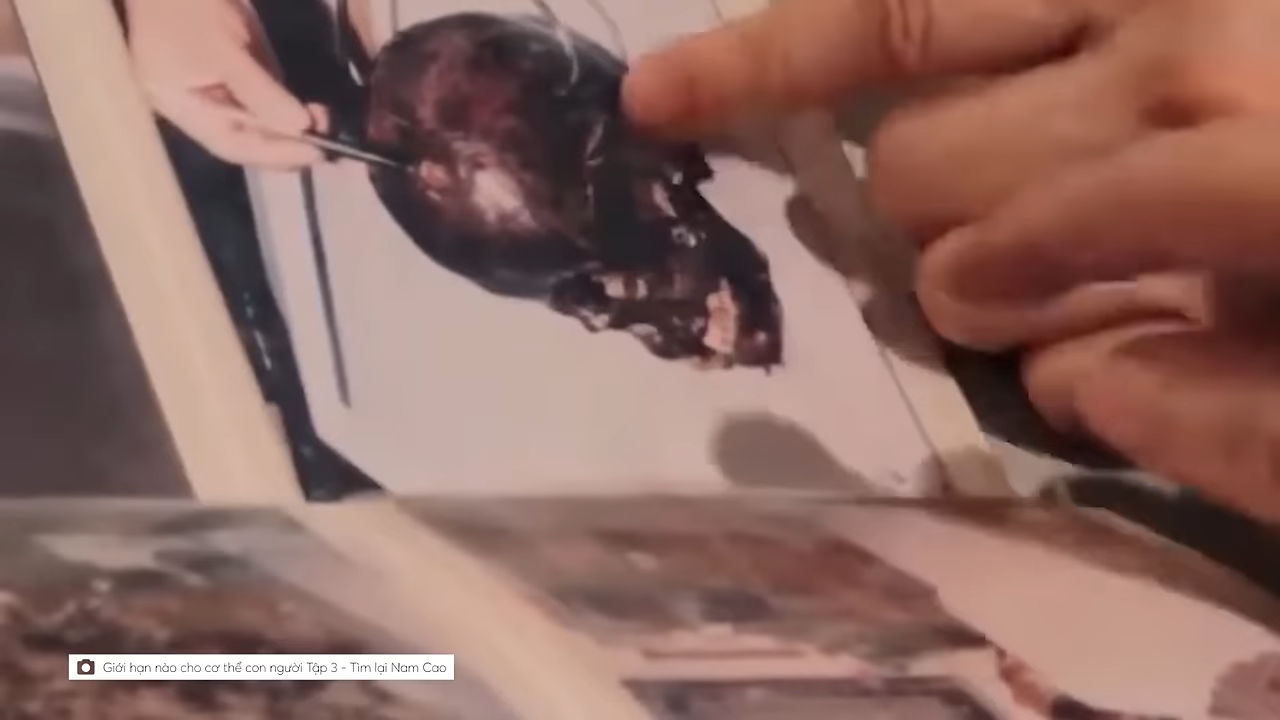 Giới hạn nào cho cơ thể con người Tập 3 - Tìm lại Nam Cao